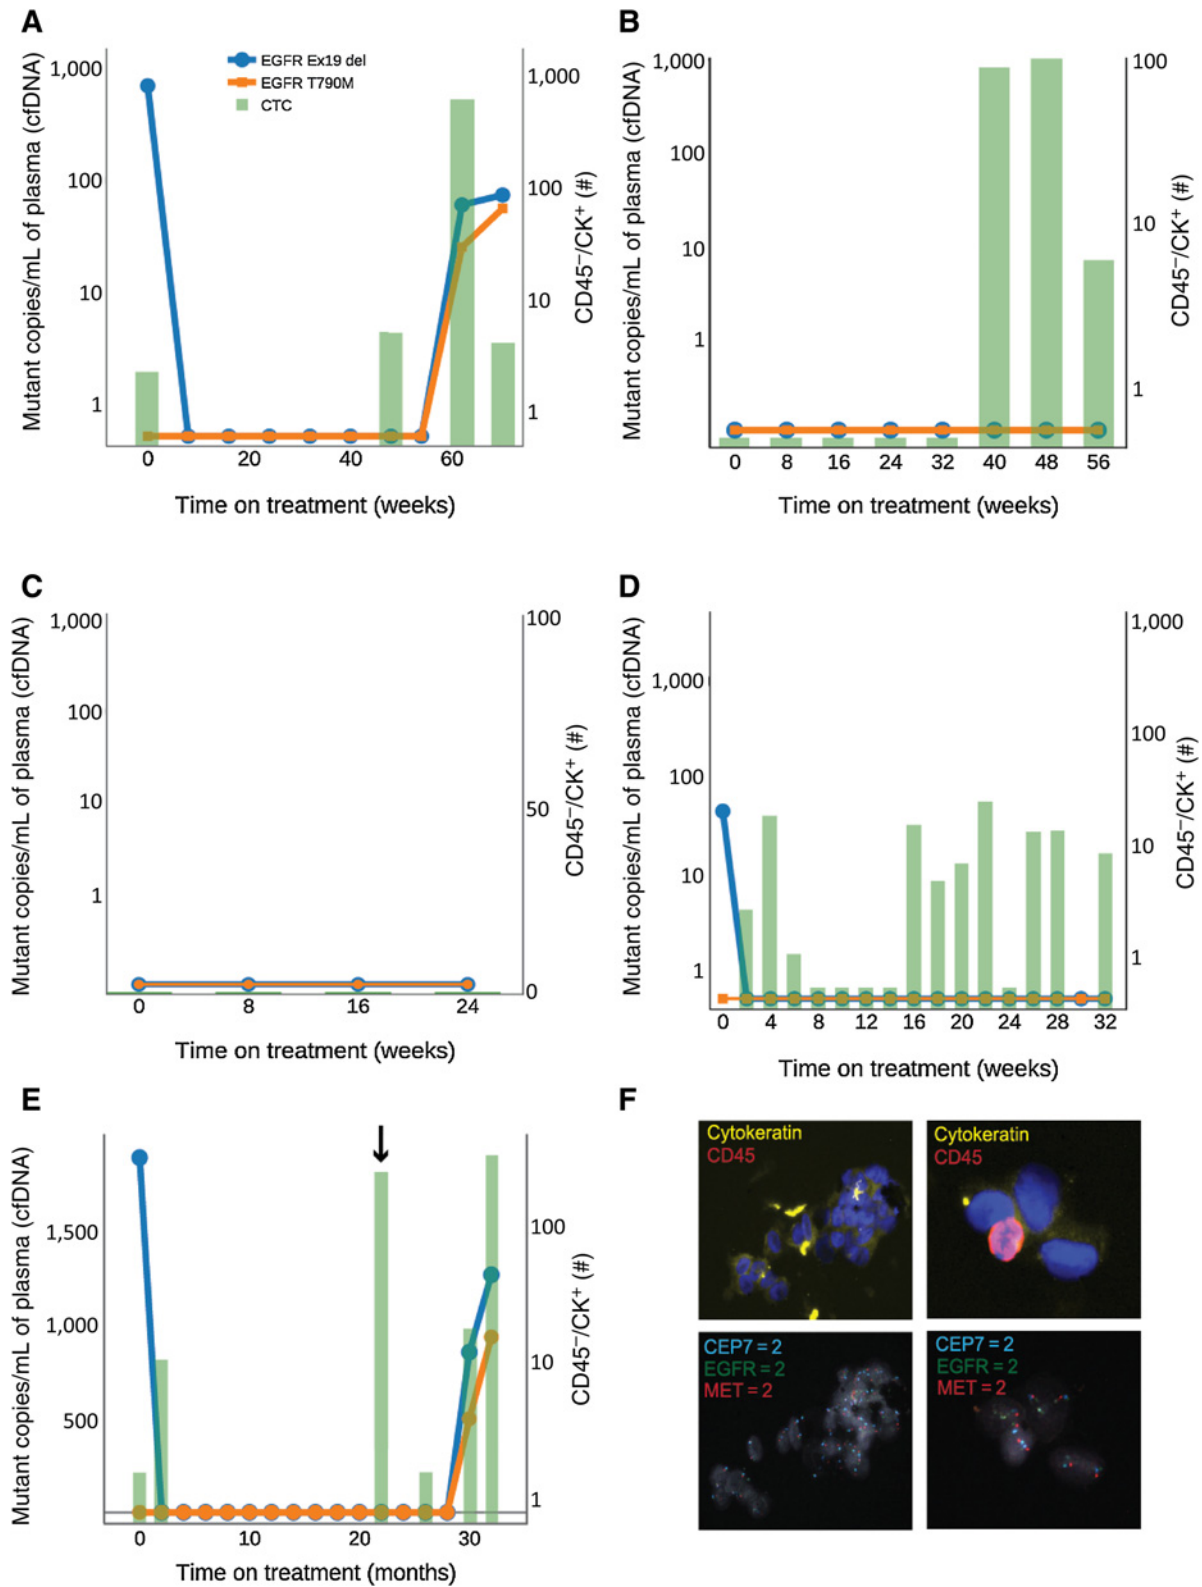 A
EGFR Ex19 del
EGFR T790M
CTC
1,000
100
10
1
Mutant copies/mL of plasma (cfDNA)
1,000
100
10
1
CD45⁻/CK⁺ (#)
0 20 40 60
Time on treatment (weeks)
B
1,000
100
10
1
Mutant copies/mL of plasma (cfDNA)
100
10
1
CD45⁻/CK⁺ (#)
0 8 16 24 32 40 48 56
Time on treatment (weeks)
C
1,000
100
10
1
Mutant copies/mL of plasma (cfDNA)
100
50
0
CD45⁻/CK⁺ (#)
0 8 16 24
Time on treatment (weeks)
D
1,000
100
10
1
Mutant copies/mL of plasma (cfDNA)
1,000
100
10
1
CD45⁻/CK⁺ (#)
0 4 8 12 16 20 24 28 32
Time on treatment (weeks)
E
1,500
1,000
500
Mutant copies/mL of plasma (cfDNA)
100
10
1
CD45⁻/CK⁺ (#)
0 10 20 30
Time on treatment (months)
F
Cytokeratin
CD45
Cytokeratin
CD45
CEP7 = 2
EGFR = 2
MET = 2
CEP7 = 2
EGFR = 2
MET = 2